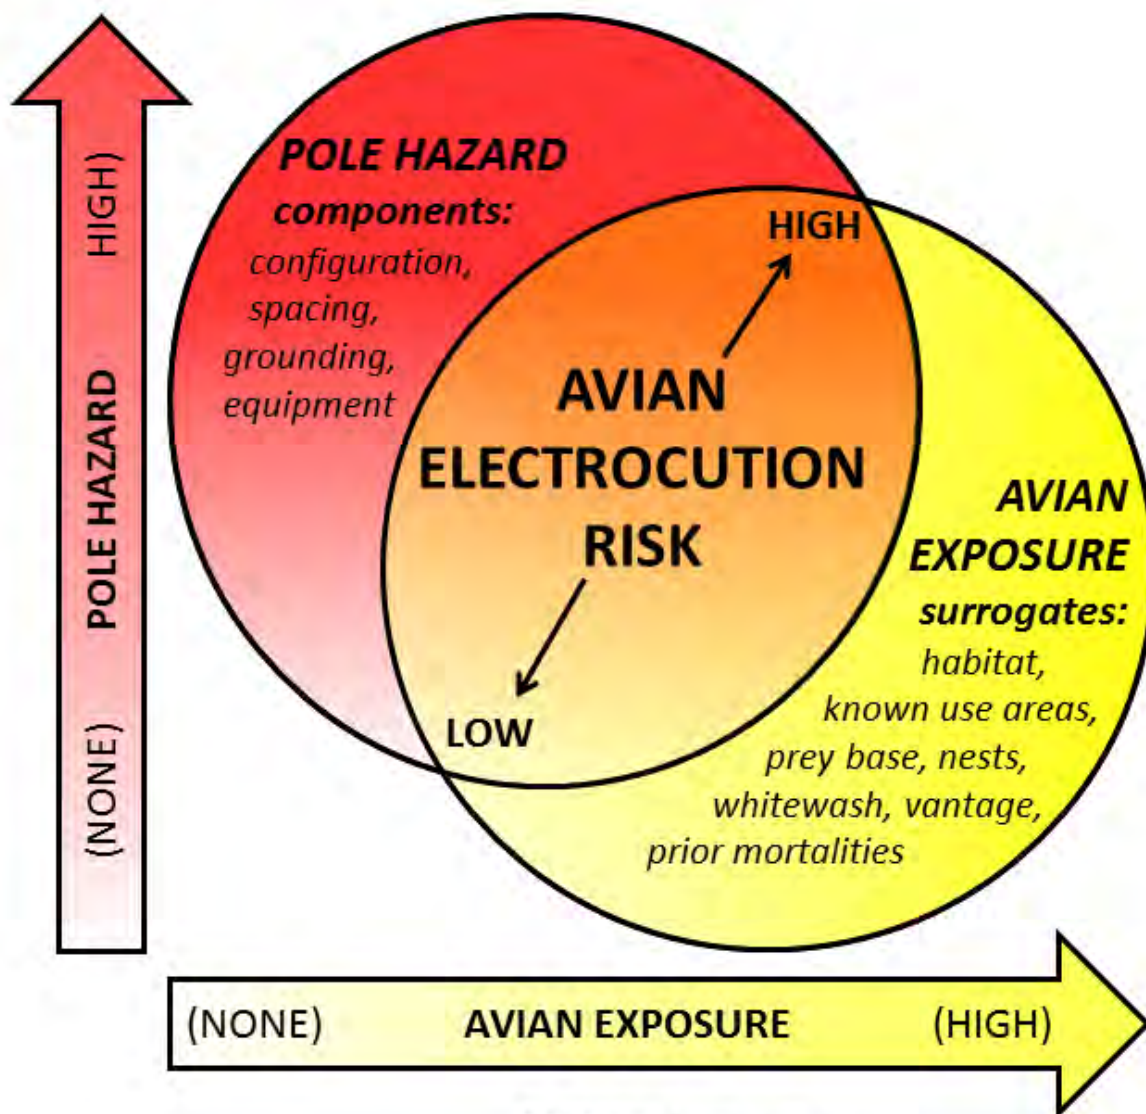 POLE HAZARD
components:
configuration,
spacing,
grounding,
equipment
HIGH
AVIAN
ELECTROCUTION
RISK
LOW
AVIAN
EXPOSURE
surrogates:
habitat,
known use areas,
prey base, nests,
whitewash, vantage,
prior mortalities
(NONE) POLE HAZARD HIGH)
(NONE) AVIAN EXPOSURE (HIGH)